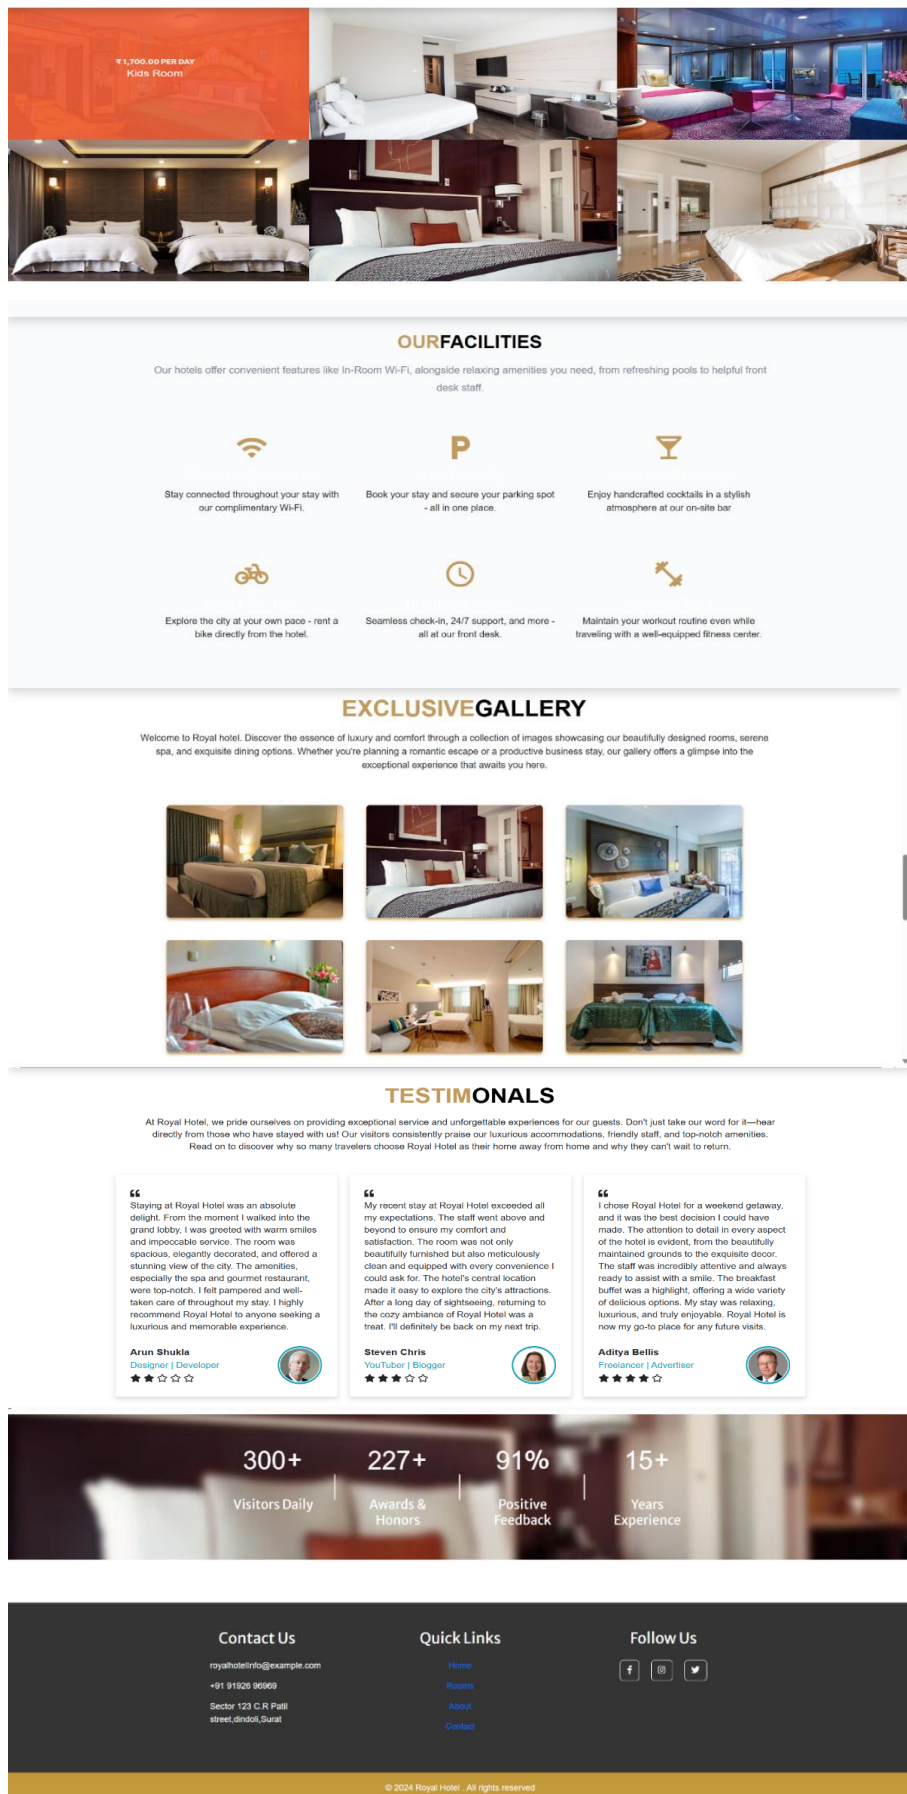 ₹ 1,700.00 PER DAY
Kids Room
OURFACILITIES
Our hotels offer convenient features like In-Room Wi-Fi, alongside relaxing amenities you need, from refreshing pools to helpful front
desk staff.
Stay connected throughout your stay with
our complimentary Wi-Fi.
P
Book your stay and secure your parking spot
- all in one place.
Enjoy handcrafted cocktails in a stylish
atmosphere at our on-site bar
Explore the city at your own pace - rent a
bike directly from the hotel.
Seamless check-in, 24/7 support, and more -
all at our front desk.
Maintain your workout routine even while
traveling with a well-equipped fitness center.
EXCLUSIVEGALLERY
Welcome to Royal hotel. Discover the essence of luxury and comfort through a collection of images showcasing our beautifully designed rooms, serene
spa, and exquisite dining options. Whether you're planning a romantic escape or a productive business stay, our gallery offers a glimpse into the
exceptional experience that awaits you here.
TESTIMONALS
At Royal Hotel, we pride ourselves on providing exceptional service and unforgettable experiences for our guests. Don't just take our word for it—hear
directly from those who have stayed with us! Our visitors consistently praise our luxurious accommodations, friendly staff, and top-notch amenities.
Read on to discover why so many travelers choose Royal Hotel as their home away from home and why they can't wait to return.
“
Staying at Royal Hotel was an absolute
delight. From the moment I walked into the
grand lobby, I was greeted with warm smiles
and impeccable service. The room was
spacious, elegantly decorated, and offered a
stunning view of the city. The amenities,
especially the spa and gourmet restaurant,
were top-notch. I felt pampered and well-
taken care of throughout my stay. I highly
recommend Royal Hotel to anyone seeking a
luxurious and memorable experience.
Arun Shukla
Designer | Developer
“
My recent stay at Royal Hotel exceeded all
my expectations. The staff went above and
beyond to ensure my comfort and
satisfaction. The room was not only
beautifully furnished but also meticulously
clean and equipped with every convenience I
could ask for. The hotel's central location
made it easy to explore the city's attractions.
After a long day of sightseeing, returning to
the cozy ambiance of Royal Hotel was a
treat. I'll definitely be back on my next trip.
Steven Chris
YouTuber | Blogger
“
I chose Royal Hotel for a weekend getaway,
and it was the best decision I could have
made. The attention to detail in every aspect
of the hotel is evident, from the beautifully
maintained grounds to the exquisite decor.
The staff was incredibly attentive and always
ready to assist with a smile. The breakfast
buffet was a highlight, offering a wide variety
of delicious options. My stay was relaxing,
luxurious, and truly enjoyable. Royal Hotel is
now my go-to place for any future visits.
Aditya Bellis
Freelancer | Advertiser
300+
Visitors Daily
227+
Awards &
Honors
91%
Positive
Feedback
15+
Years
Experience
Contact Us
royalhotelinfo@example.com
+91 91926 96969
Sector 123 C.R Patil
street,dindoli,Surat
Quick Links
Home
Rooms
About
Contact
Follow Us
© 2024 Royal Hotel . All rights reserved